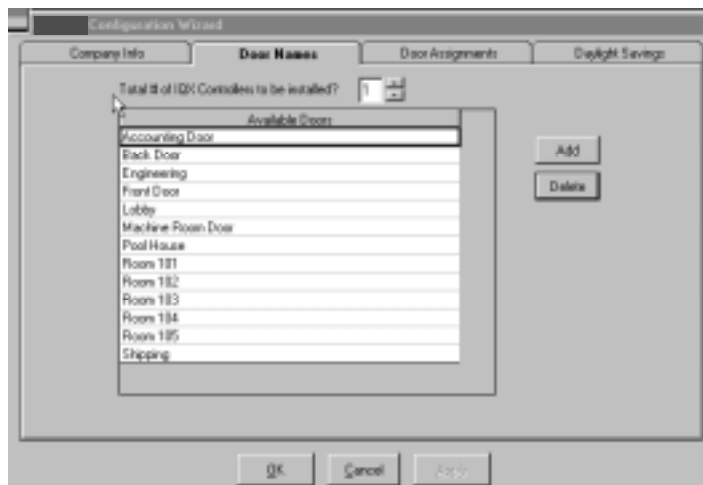 Configuration Wizard
Company Info Door Names Door Assignments Daylight Savings
Total # of IQX Controllers to be installed? 1
Available Doors
Accounting Door
Back Door
Engineering
Front Door
Lobby
Machine Room Door
Pool House
Room 101
Room 102
Room 103
Room 104
Room 105
Shipping
Add
Delete
OK Cancel Apply